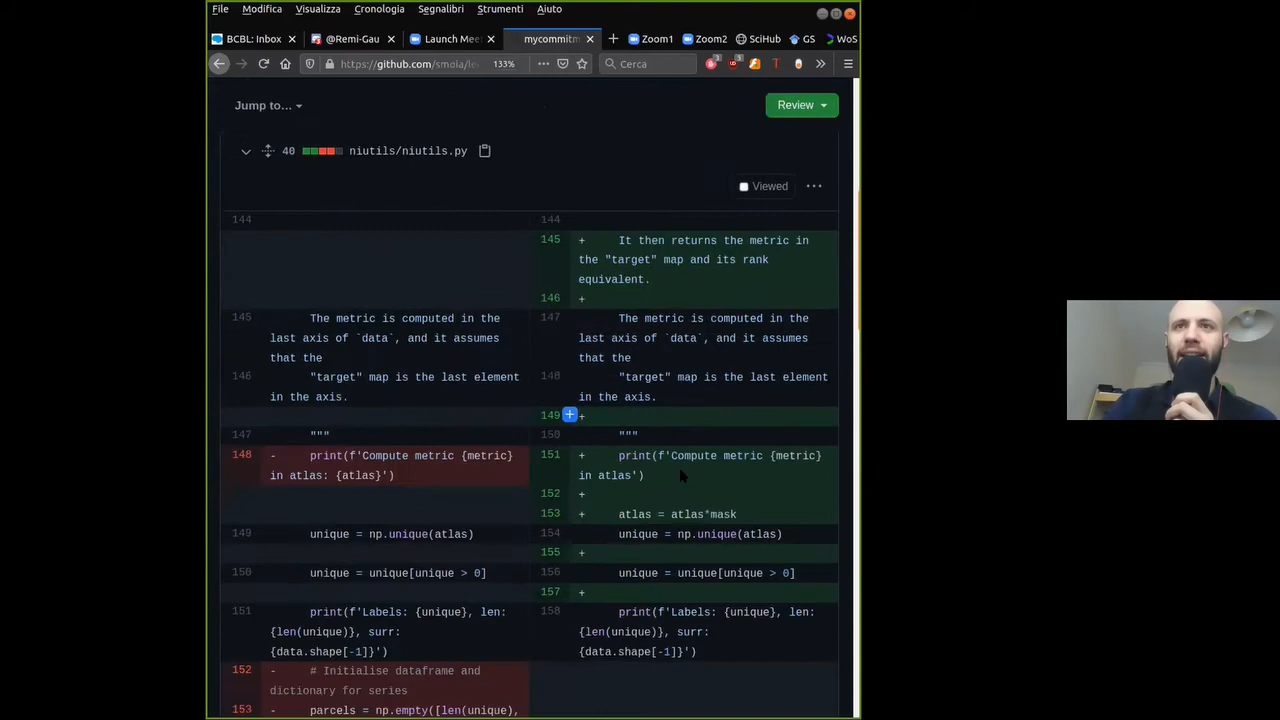 File Modifica Visualizza Cronologia Segnalibri Strumenti Aiuto
BCBL: Inbox @Remi-Gau Launch Mee mycommitm Zoom1 Zoom2 SciHub GS WoS
https://github.com/smoia/ 133% Cerca
Jump to… Review
40 niutils/niutils.py
Viewed
144 144
145 + It then returns the metric in
the "target" map and its rank
equivalent.
146 +
145 The metric is computed in the 147 The metric is computed in the
last axis of `data`, and it assumes last axis of `data`, and it assumes
that the that the
146 "target" map is the last element 148 "target" map is the last element
in the axis. in the axis.
149 +
147 """ 150 """
148 - print(f'Compute metric {metric} 151 + print(f'Compute metric {metric}
in atlas: {atlas}') in atlas')
152 +
153 + atlas = atlas*mask
149 unique = np.unique(atlas) 154 unique = np.unique(atlas)
155 +
150 unique = unique[unique > 0] 156 unique = unique[unique > 0]
157 +
151 print(f'Labels: {unique}, len: 158 print(f'Labels: {unique}, len:
{len(unique)}, surr: {len(unique)}, surr:
{data.shape[-1]}') {data.shape[-1]}')
152 - # Initialise dataframe and
dictionary for series
153 - parcels = np.empty([len(unique),